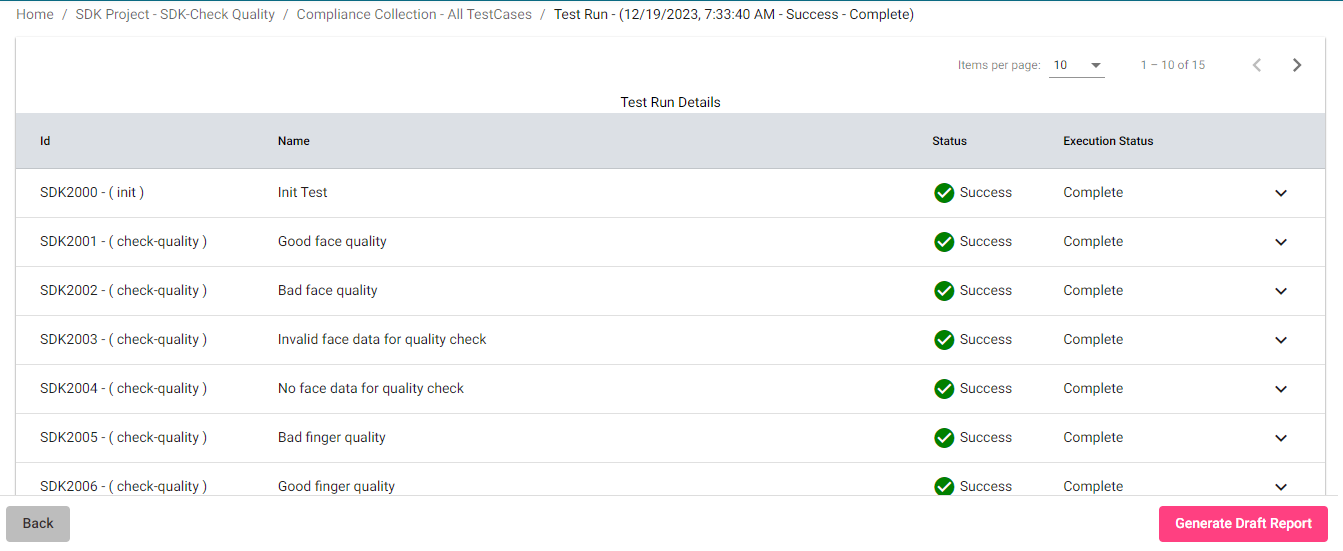 Home / SDK Project - SDK-Check Quality / Compliance Collection - All TestCases / Test Run - (12/19/2023, 7:33:40 AM - Success - Complete)
Items per page: 10 1 – 10 of 15
Test Run Details
Id Name Status Execution Status
SDK2000 - ( init ) Init Test Success Complete
SDK2001 - ( check-quality ) Good face quality Success Complete
SDK2002 - ( check-quality ) Bad face quality Success Complete
SDK2003 - ( check-quality ) Invalid face data for quality check Success Complete
SDK2004 - ( check-quality ) No face data for quality check Success Complete
SDK2005 - ( check-quality ) Bad finger quality Success Complete
SDK2006 - ( check-quality ) Good finger quality Success Complete
Back Generate Draft Report